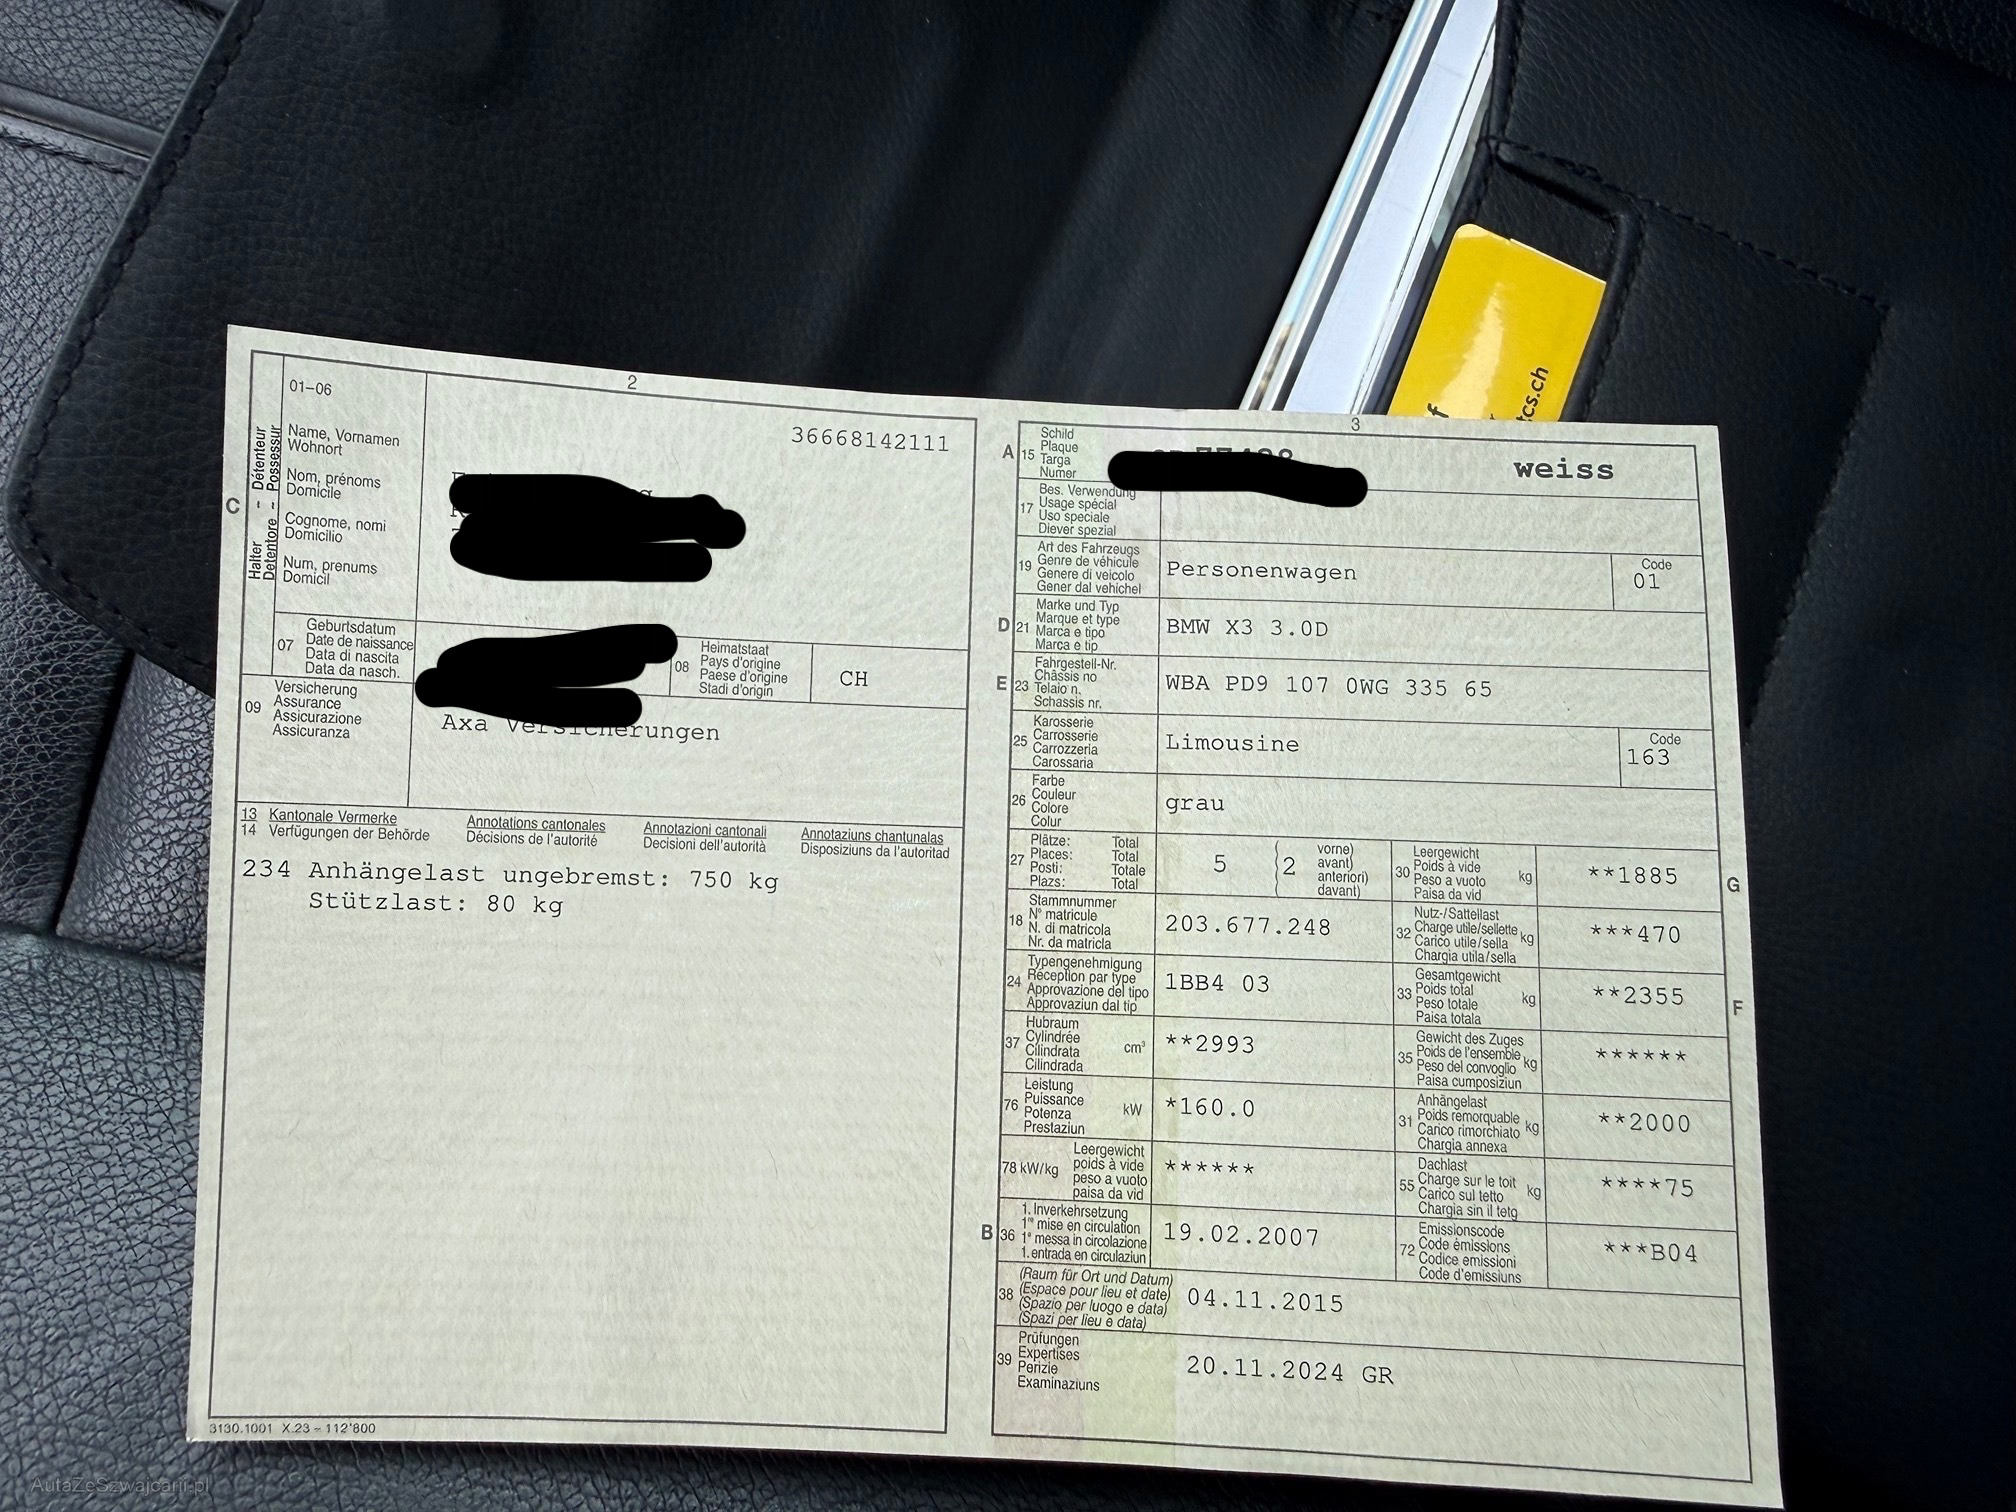 2
01-06
Halter – Détenteur
Detentore – Possessur
C
Name, Vornamen
Wohnort
Nom, prénoms
Domicile
Cognome, nomi
Domicilio
Num, prenums
Domicil
36668142111
07
Geburtsdatum
Date de naissance
Data di nascita
Data da nasch.
08
Heimatstaat
Pays d'origine
Paese d'origine
Stadi d'origin
CH
09
Versicherung
Assurance
Assicurazione
Assicuranza
Axa Versicherungen
13 Kantonale Vermerke Annotations cantonales Annotazioni cantonali Annotaziuns chantunalas
14 Verfügungen der Behörde Décisions de l'autorité Decisioni dell'autorità Disposiziuns da l'autoritad
234 Anhängelast ungebremst: 750 kg
Stützlast: 80 kg
3130.1001 X.23 – 112'800
3
A 15
Schild
Plaque
Targa
Numer
weiss
17
Bes. Verwendung
Usage spécial
Uso speciale
Diever spezial
19
Art des Fahrzeugs
Genre de véhicule
Genere di veicolo
Gener dal vehichel
Personenwagen
Code
01
D 21
Marke und Typ
Marque et type
Marca e tipo
Marca e tip
BMW X3 3.0D
E 23
Fahrgestell-Nr.
Châssis no
Telaio n.
Schassis nr.
WBA PD9 107 0WG 335 65
25
Karosserie
Carrosserie
Carrozzeria
Carossaria
Limousine
Code
163
26
Farbe
Couleur
Colore
Colur
grau
27
Plätze: Total
Places: Total
Posti: Totale
Plazs: Total
5
2
vorne)
avant)
anteriori)
davant)
30
Leergewicht
Poids à vide
Peso a vuoto
Paisa da vid
kg
**1885
G
18
Stammnummer
N° matricule
N. di matricola
Nr. da matricla
203.677.248
32
Nutz-/Sattellast
Charge utile/sellette
Carico utile/sella
Chargia utila/sella
kg
***470
24
Typengenehmigung
Réception par type
Approvazione del tipo
Approvaziun dal tip
1BB4 03
33
Gesamtgewicht
Poids total
Peso totale
Paisa totala
kg
**2355
F
37
Hubraum
Cylindrée
Cilindrata
Cilindrada
cm³
**2993
35
Gewicht des Zuges
Poids de l'ensemble
Peso del convoglio
Paisa cumposiziun
kg
******
76
Leistung
Puissance
Potenza
Prestaziun
kW
*160.0
31
Anhängelast
Poids remorquable
Carico rimorchiato
Chargia annexa
kg
**2000
78 kW/kg
Leergewicht
poids à vide
peso a vuoto
paisa da vid
******
55
Dachlast
Charge sur le toit
Carico sul tetto
Chargia sin il tetg
kg
****75
B 36
1. Inverkehrsetzung
1re mise en circulation
1a messa in circolazione
1. entrada en circulaziun
19.02.2007
72
Emissionscode
Code émissions
Codice emissioni
Code d'emissiuns
***B04
38
(Raum für Ort und Datum)
(Espace pour lieu et date)
(Spazio per luogo e data)
(Spazi per lieu e data)
04.11.2015
39
Prüfungen
Expertises
Perizie
Examinaziuns
20.11.2024 GR
tcs.ch
AutaZeSzwajcarii.pl